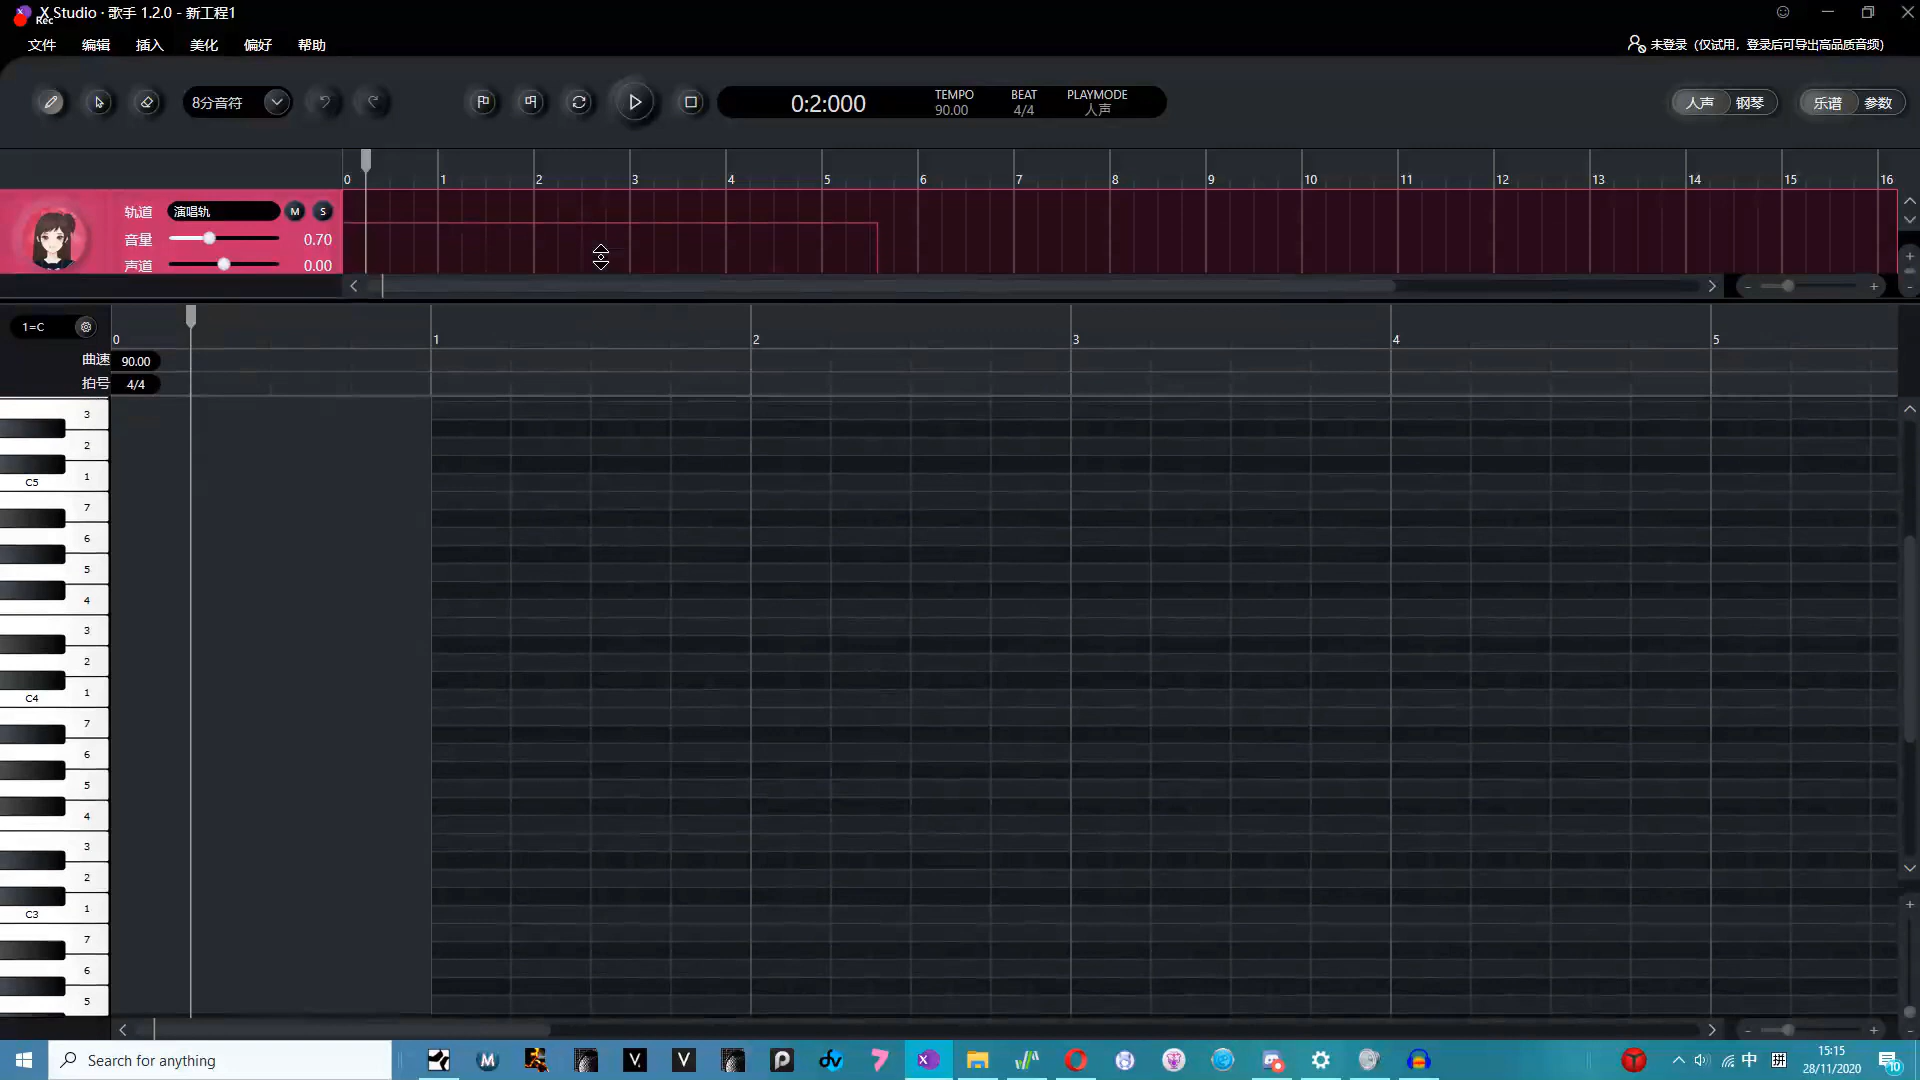 X Studio · 歌手 1.2.0 - 新工程1
Rec
文件 编辑 插入 美化 偏好 帮助
未登录 (仅试用，登录后可导出高品质音频)
8分音符
0:2:000
TEMPO
90.00
BEAT
4/4
PLAYMODE
人声
人声 钢琴
乐谱 参数
0 1 2 3 4 5 6 7 8 9 10 11 12 13 14 15 16
轨道 演唱轨 M S
音量 0.70
声道 0.00
1=C
0 1 2 3 4 5
曲速 90.00
拍号 4/4
3
2
1
C5
7
6
5
4
3
2
1
C4
7
6
5
4
3
2
1
C3
7
6
5
Search for anything
中
拼
15:15
28/11/2020
10